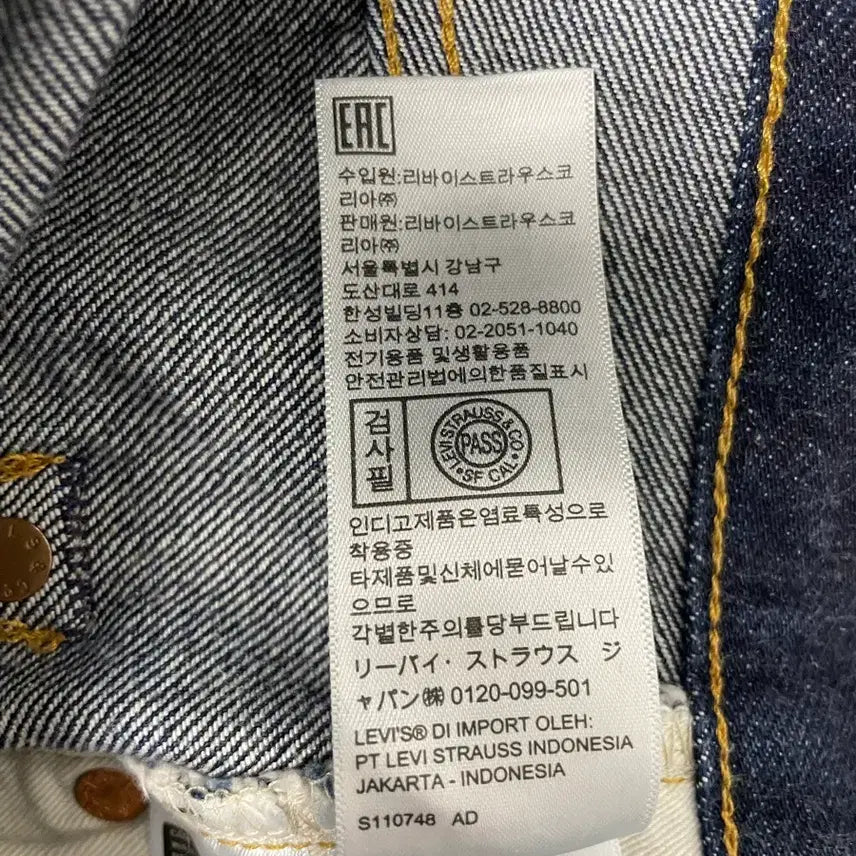 EAC
수입원:리바이스트라우스코
리아㈜
판매원:리바이스트라우스코
리아㈜
서울특별시 강남구
도산대로 414
한성빌딩11층 02-528-8800
소비자상담: 02-2051-1040
전기용품 및생활용품
안전관리법에의한품질표시
검사필
LEVI STRAUSS & CO
PASS
SF CAL
인디고제품은염료특성으로
착용중
타제품및신체에묻어날수있
으므로
각별한주의를당부드립니다
リーバイ・ストラウス ジ
ャパン㈱ 0120-099-501
LEVI'S® DI IMPORT OLEH:
PT LEVI STRAUSS INDONESIA
JAKARTA - INDONESIA
S110748 AD